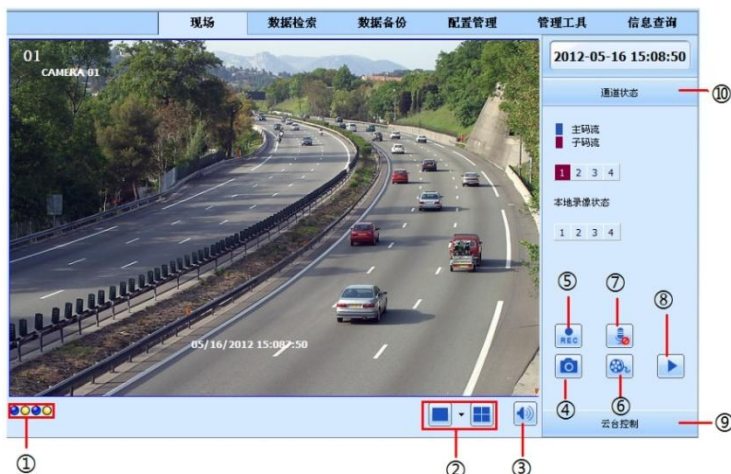 现场 数据检索 数据备份 配置管理 管理工具 信息查询
01
CAMERA 01
2012-05-16 15:08:50
通道状态
⑩
主码流
子码流
1 2 3 4
本地录像状态
1 2 3 4
⑤ ⑦ ⑧
REC
05/16/2012 15:08:50
④ ⑥
云台控制
⑨
① ② ③